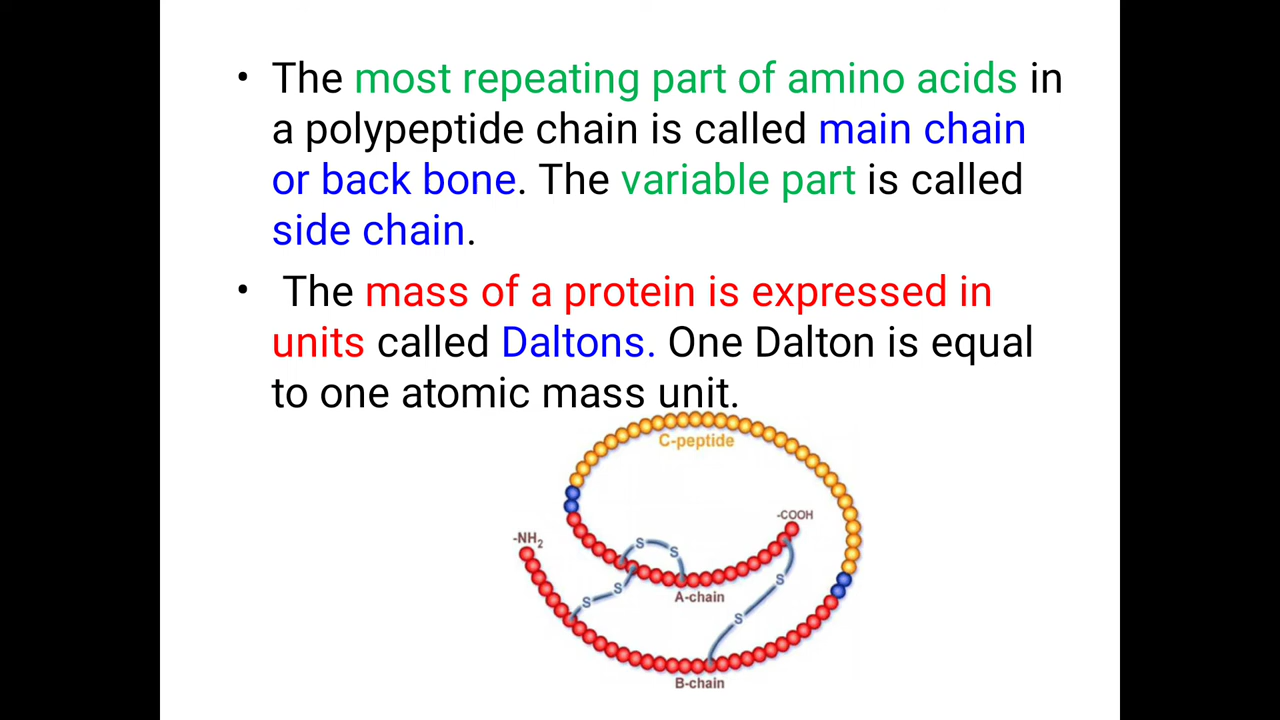 • The most repeating part of amino acids in
a polypeptide chain is called main chain
or back bone. The variable part is called
side chain.
• The mass of a protein is expressed in
units called Daltons. One Dalton is equal
to one atomic mass unit.
C-peptide
-COOH
-NH2
S S
S S
S
S
A-chain
B-chain